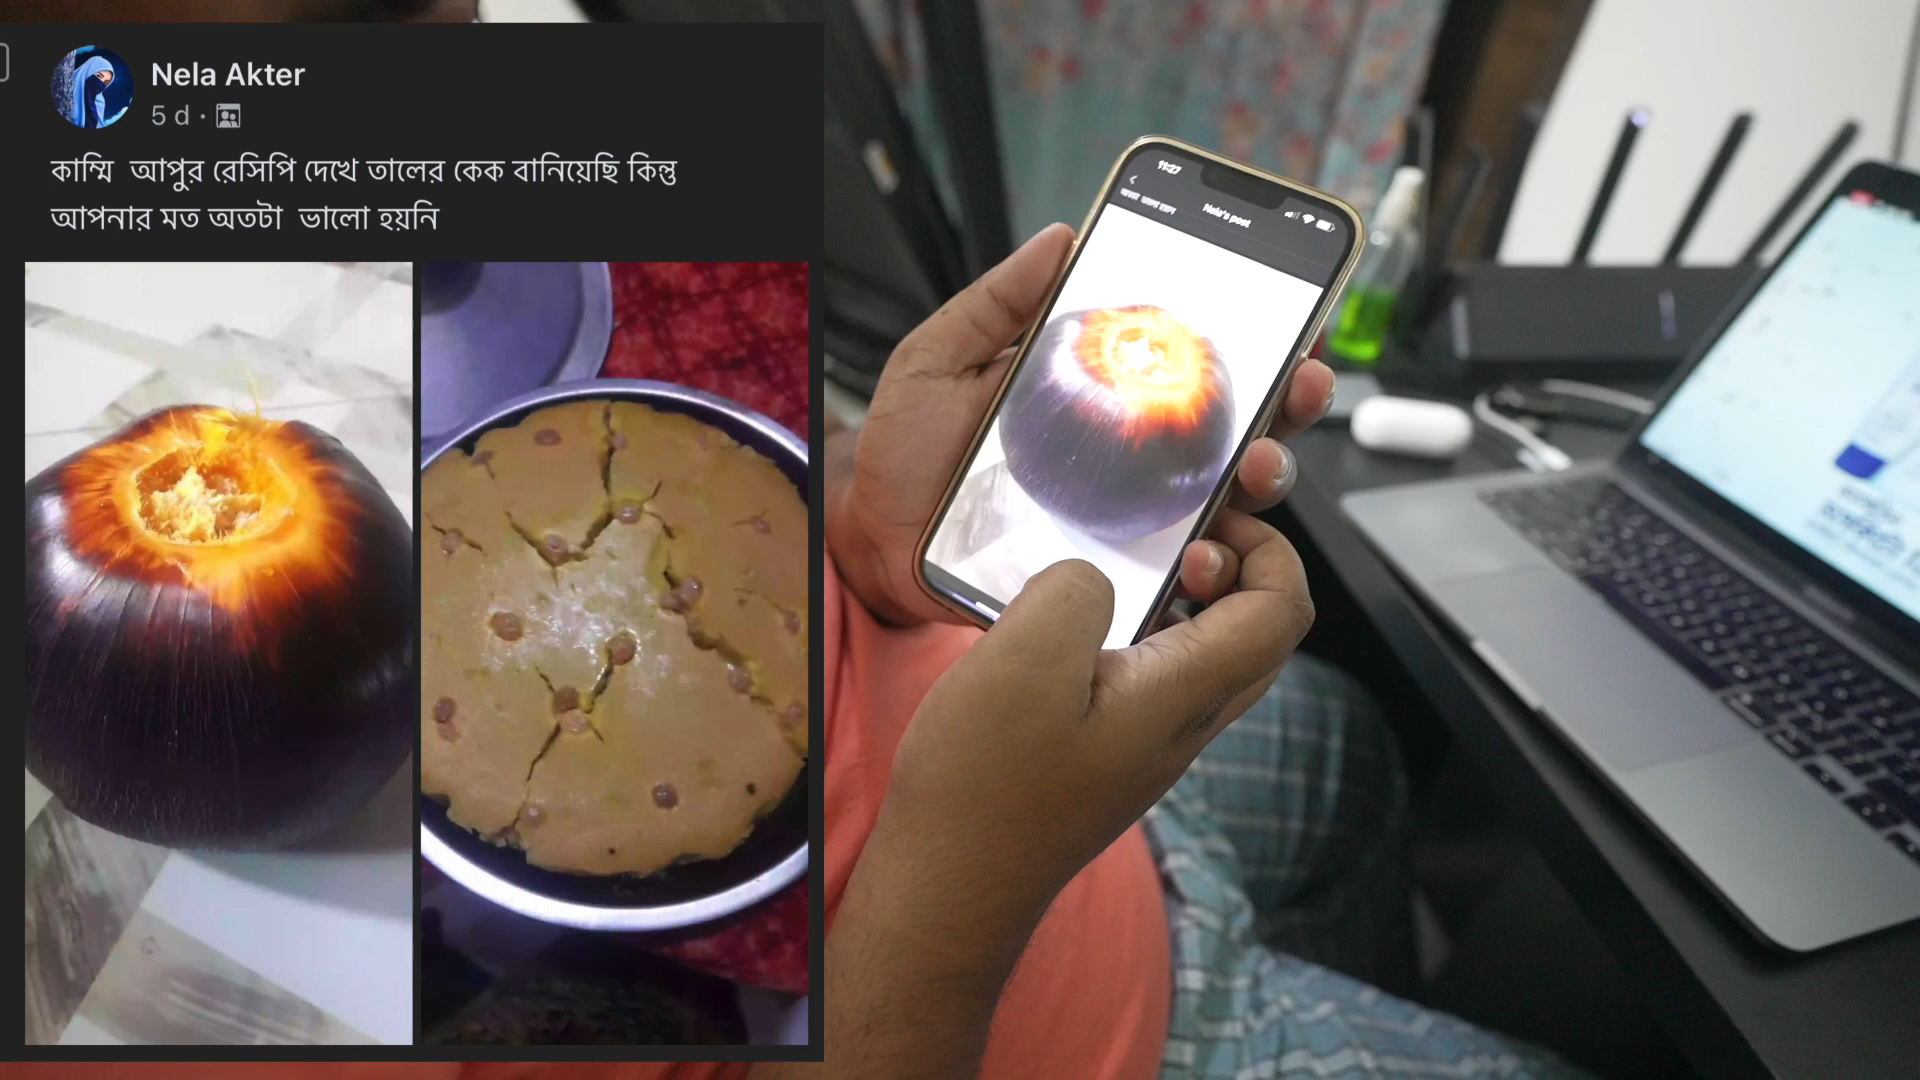 Nela Akter
5 d ·
কাম্মি আপুর রেসিপি দেখে তালের কেক বানিয়েছি কিন্তু
আপনার মত অতটা ভালো হয়নি
11:27
Nela's post